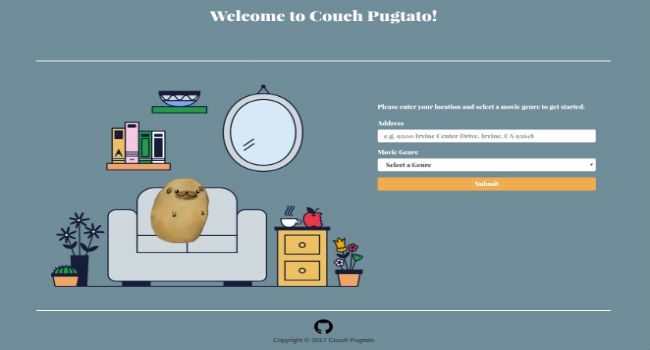 Welcome to Couch Pugtato!
Please enter your location and select a movie genre to get started.
Address
e.g. 9200 Irvine Center Drive, Irvine, CA 92618
Movie Genre
Select a Genre
Submit
Copyright © 2017 Couch Pugtato